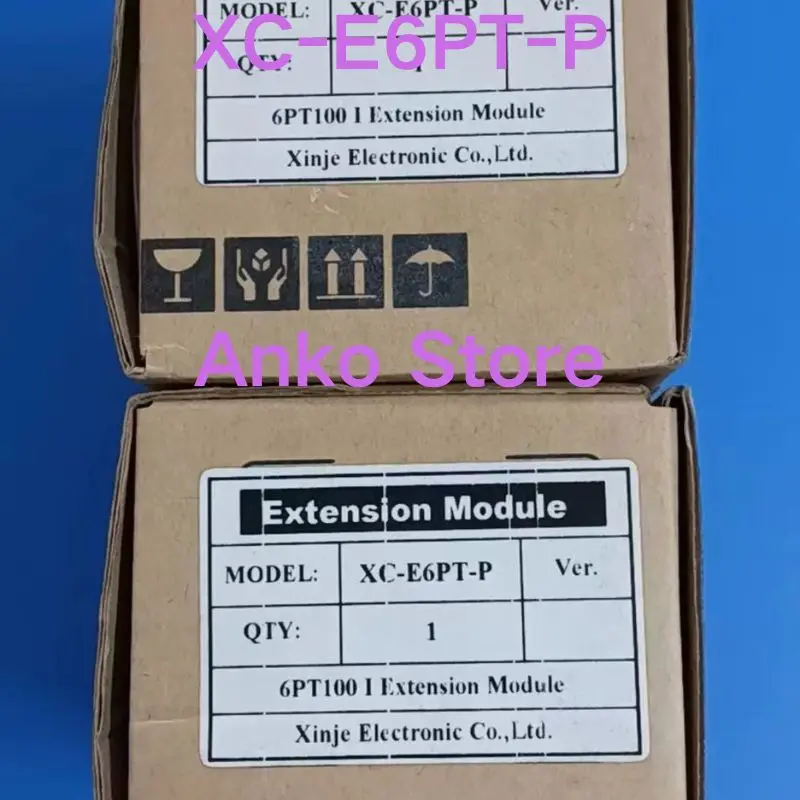 MODEL: XC-E6PT-P Ver.
XC-E6PT-P
QTY: 1
6PT100 I Extension Module
Xinje Electronic Co.,Ltd.
Anko Store
Extension Module
MODEL: XC-E6PT-P Ver.
QTY: 1
6PT100 I Extension Module
Xinje Electronic Co.,Ltd.